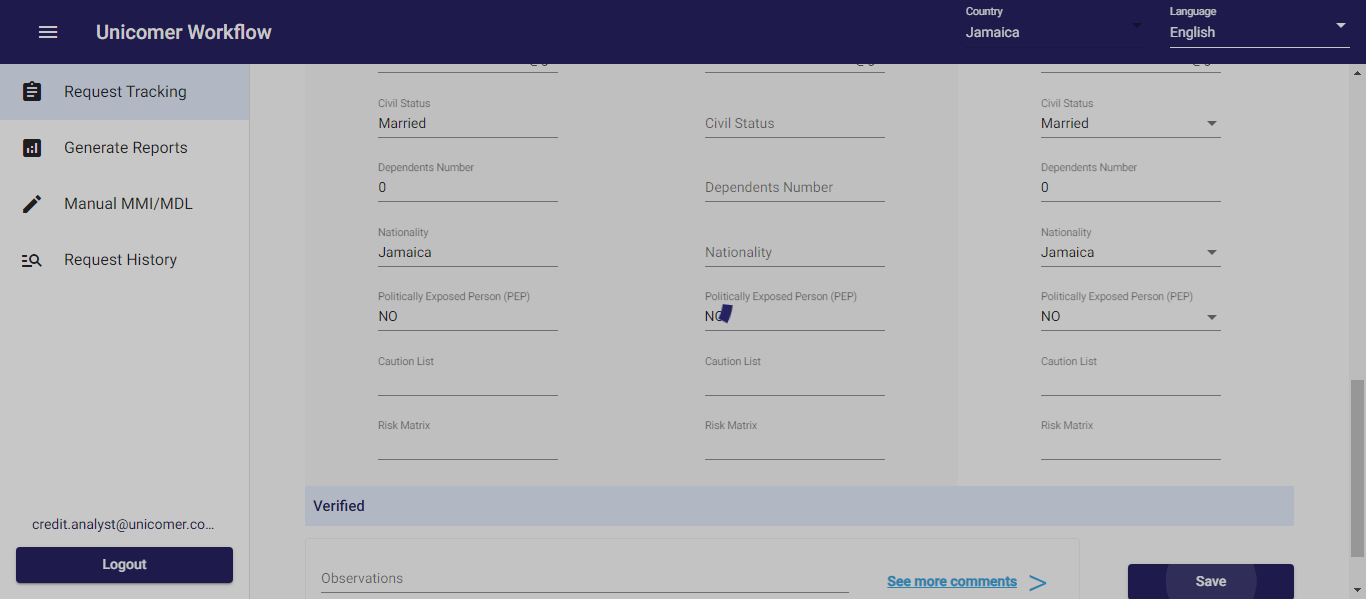 Unicomer Workflow
Country
Jamaica
Language
English
Request Tracking
Generate Reports
Manual MMI/MDL
Request History
credit.analyst@unicomer.co...
Logout
Civil Status
Married
Civil Status
Civil Status
Married
Dependents Number
0
Dependents Number
Dependents Number
0
Nationality
Jamaica
Nationality
Nationality
Jamaica
Politically Exposed Person (PEP)
NO
Politically Exposed Person (PEP)
NO
Politically Exposed Person (PEP)
NO
Caution List
Caution List
Caution List
Risk Matrix
Risk Matrix
Risk Matrix
Verified
Observations
See more comments
Save